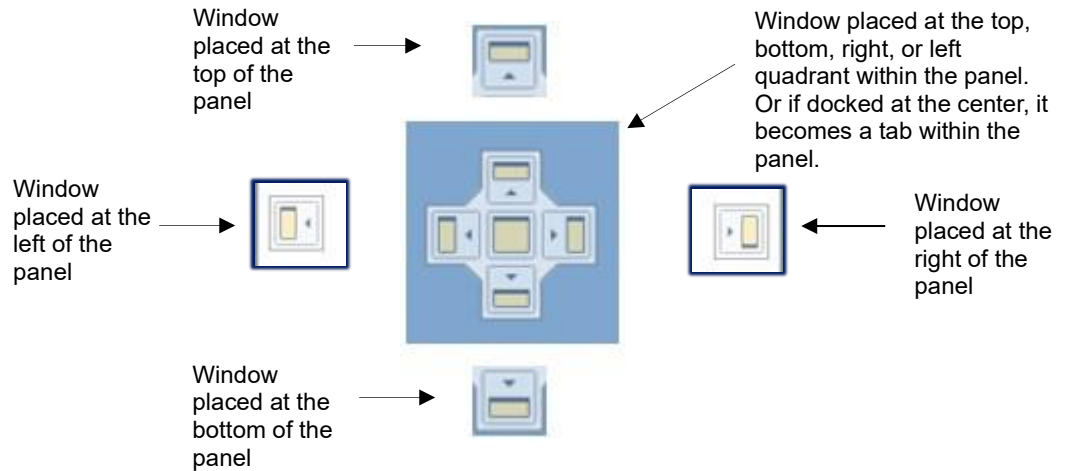 Window
placed at the
top of the
panel
Window placed at the top,
bottom, right, or left
quadrant within the panel.
Or if docked at the center, it
becomes a tab within the
panel.
Window
placed at the
left of the
panel
Window
placed at the
right of the
panel
Window
placed at the
bottom of the
panel